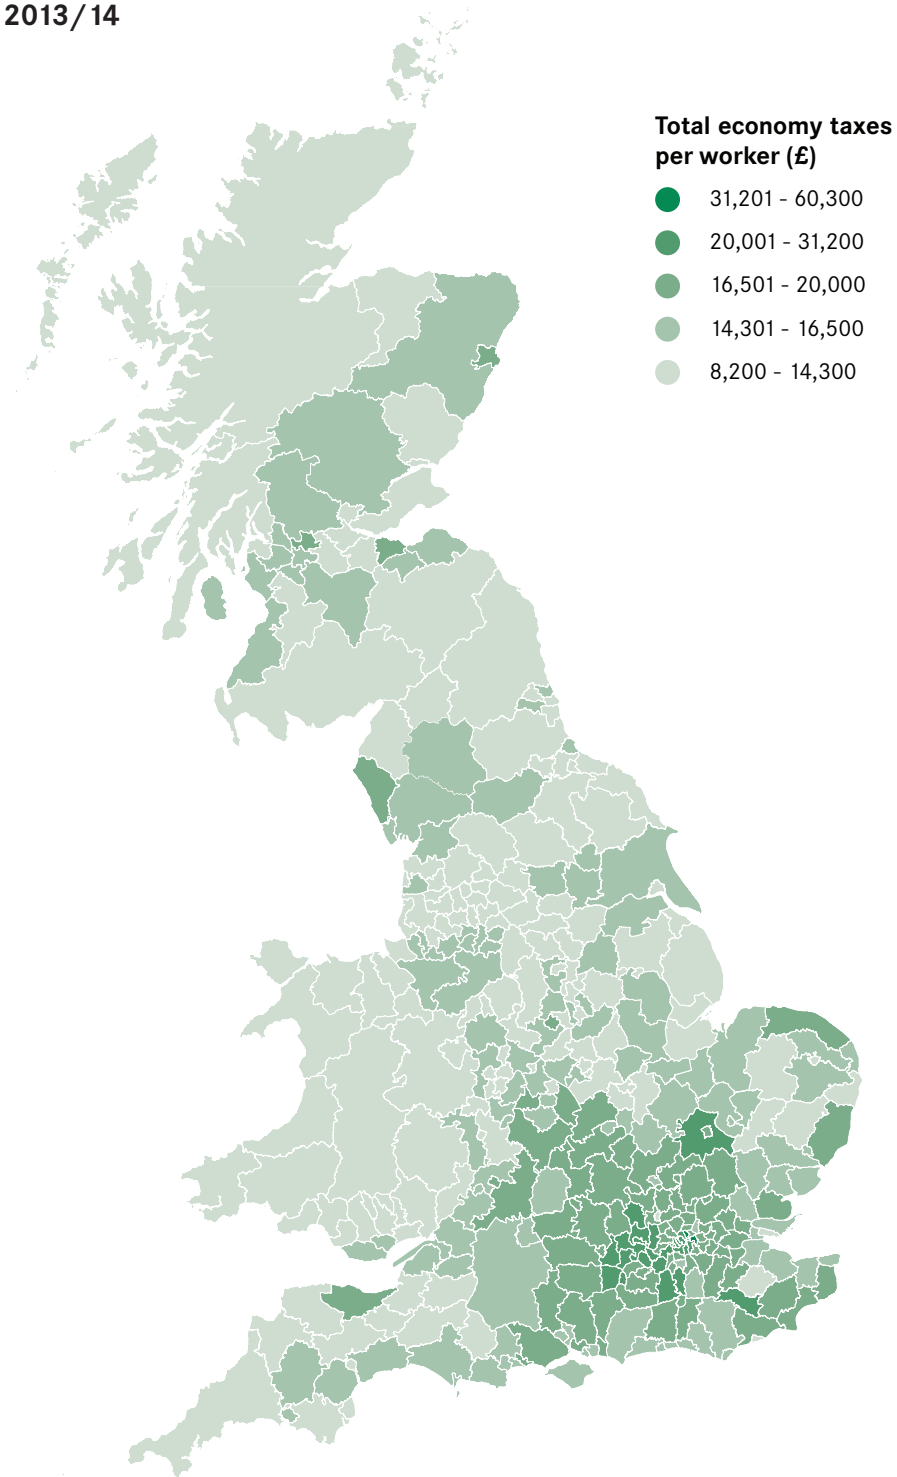 2013/14
Total economy taxes
per worker (£)
31,201 - 60,300
20,001 - 31,200
16,501 - 20,000
14,301 - 16,500
8,200 - 14,300